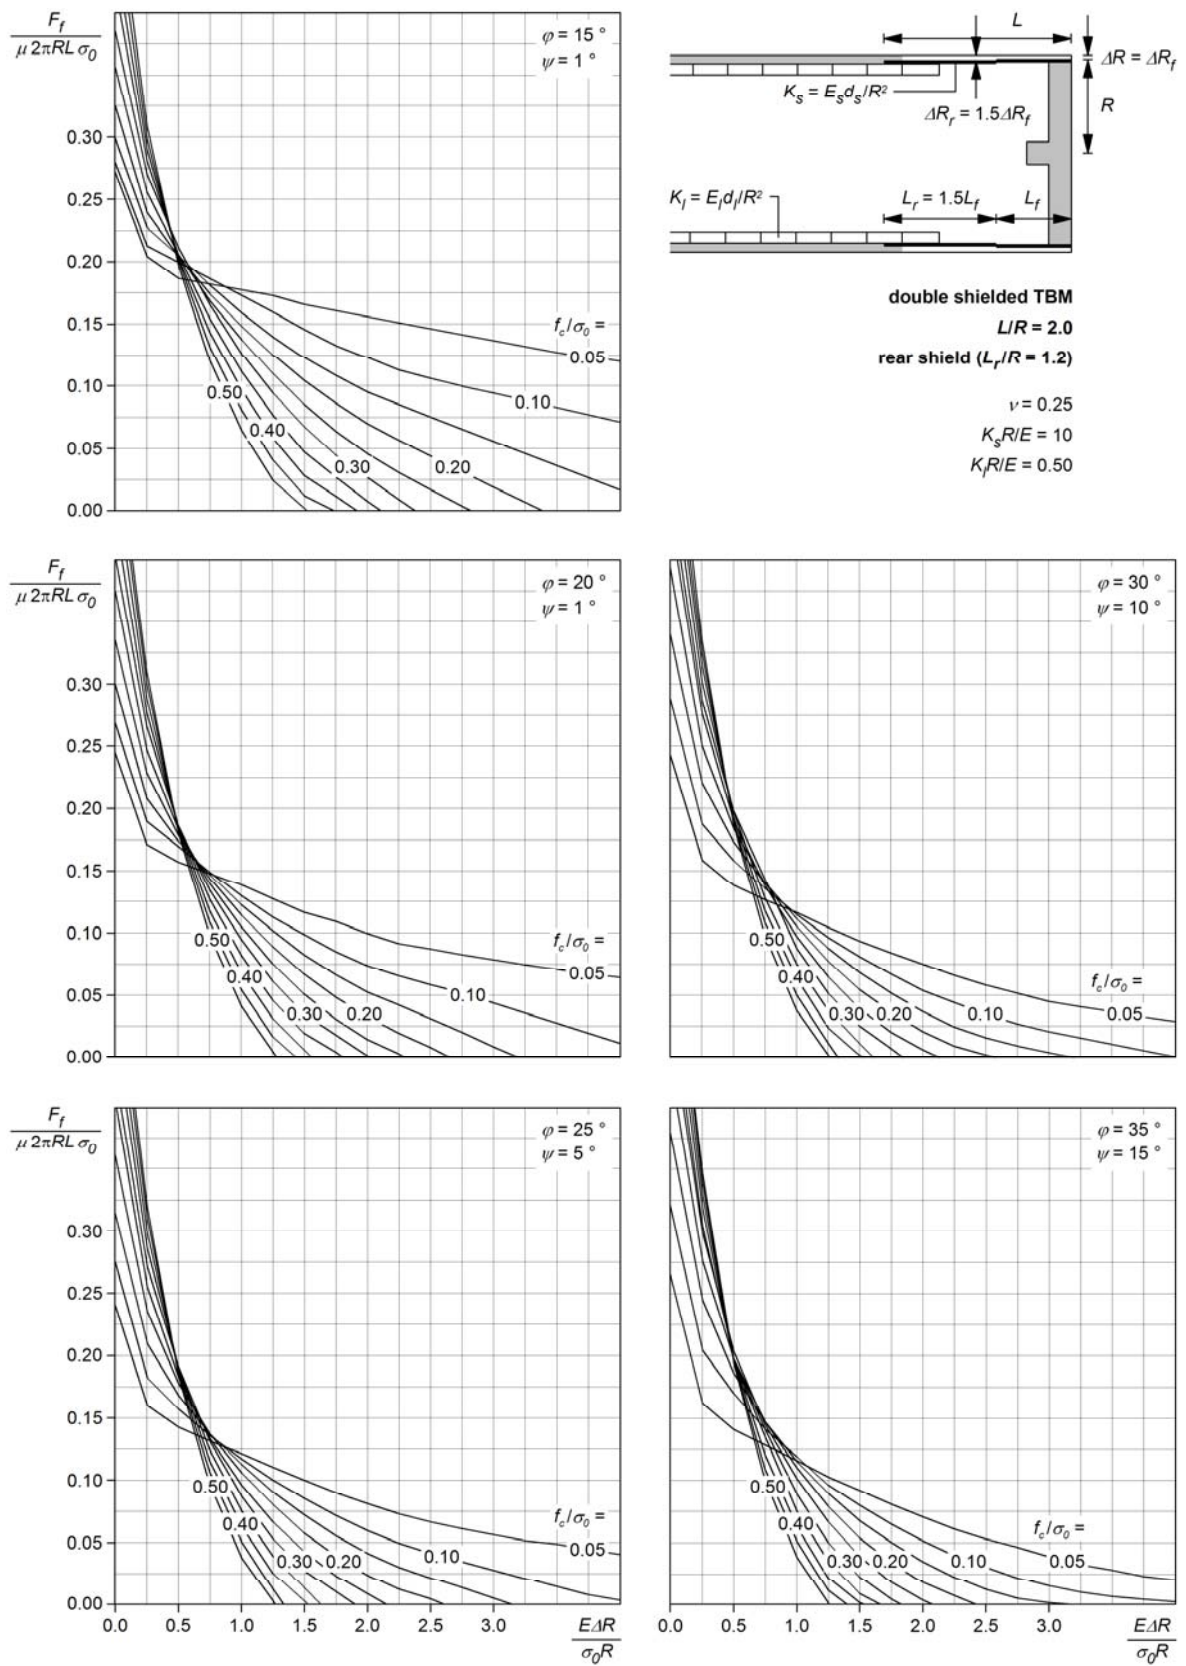 F_f
μ 2πRL σ_0
φ = 15 °
ψ = 1 °
0.30
0.25
0.20
0.15
0.10
0.05
0.00
f_c/σ_0 =
0.05
0.10
0.20
0.30
0.40
0.50
L
ΔR = ΔR_f
K_s = E_s d_s/R²
ΔR_r = 1.5ΔR_f
R
K_l = E_l d_l/R²
L_r = 1.5L_f
L_f
double shielded TBM
L/R = 2.0
rear shield (L_r/R = 1.2)
ν = 0.25
K_s R/E = 10
K_l R/E = 0.50
F_f
μ 2πRL σ_0
φ = 20 °
ψ = 1 °
0.30
0.25
0.20
0.15
0.10
0.05
0.00
0.50
0.40
0.30
0.20
0.10
f_c/σ_0 =
0.05
φ = 30 °
ψ = 10 °
0.50
0.40
0.30
0.20
0.10
f_c/σ_0 =
0.05
F_f
μ 2πRL σ_0
φ = 25 °
ψ = 5 °
0.30
0.25
0.20
0.15
0.10
0.05
0.00
0.50
0.40
0.30
0.20
0.10
f_c/σ_0 =
0.05
0.0 0.5 1.0 1.5 2.0 2.5 3.0
EΔR
σ_0R
φ = 35 °
ψ = 15 °
0.50
0.40
0.30
0.20
0.10
f_c/σ_0 =
0.05
0.0 0.5 1.0 1.5 2.0 2.5 3.0
EΔR
σ_0R